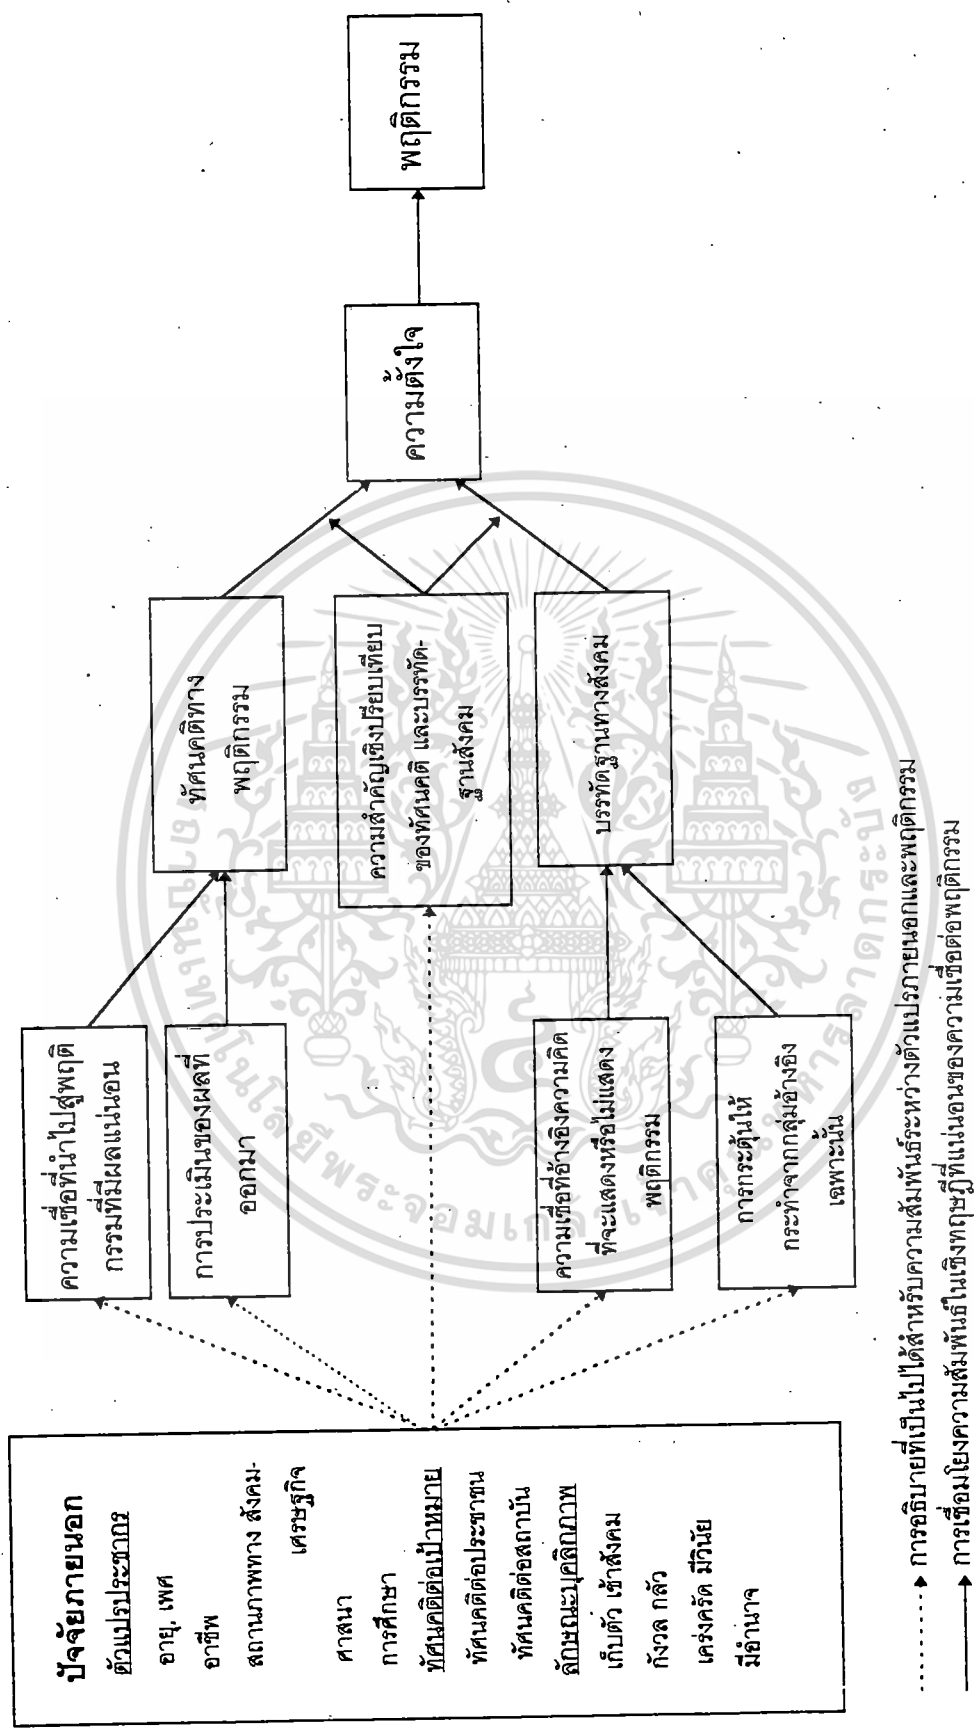 ปัจจัยภายนอก
ตัวแปรประชากร
อายุ, เพศ
อาชีพ
สถานภาพทาง สังคม-
เศรษฐกิจ
ศาสนา
การศึกษา
ทัศนคติต่อเป้าหมาย
ทัศนคติต่อประชาชน
ทัศนคติต่อสถาบัน
ลักษณะบุคลิกภาพ
เก็บตัว เข้าสังคม
กังวล กลัว
เคร่งครัด มีวินัย
มีอำนาจ
ความเชื่อที่นำไปสู่พฤติ
กรรมที่มีผลแน่นอน
การประเมินของผลที่
ออกมา
ความเชื่อที่อ้างอิงความคิด
ที่จะแสดงหรือไม่แสดง
พฤติกรรม
การกระตุ้นให้
กระทำจากกลุ่มอ้างอิง
เฉพาะนั้น
ทัศนคติทาง
พฤติกรรม
ความสำคัญเชิงเปรียบเทียบ
ของทัศนคติ และบรรทัด-
ฐานสังคม
บรรทัดฐานทางสังคม
ความตั้งใจ
พฤติกรรม
การอธิบายที่เป็นไปได้สำหรับความสัมพันธ์ระหว่างตัวแปรภายนอกและพฤติกรรม
การเชื่อมโยงความสัมพันธ์ในเชิงทฤษฎีที่แน่นอนของความเชื่อต่อพฤติกรรม